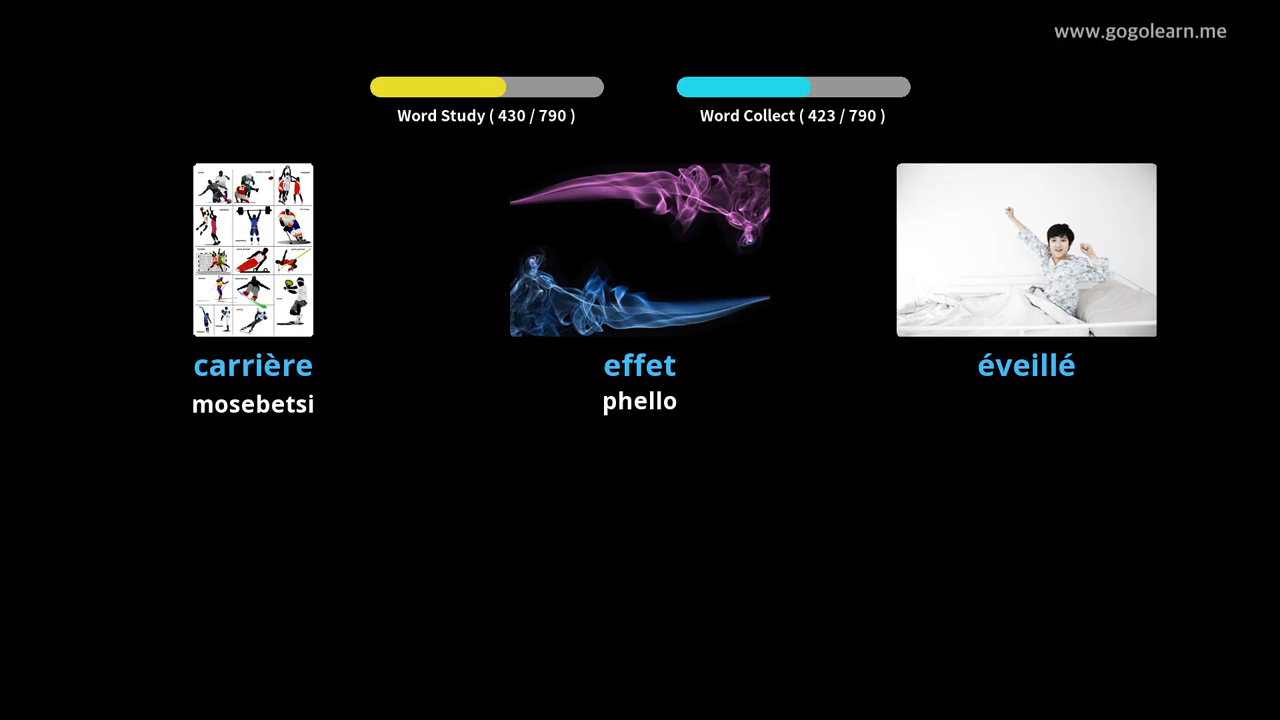 www.gogolearn.me
Word Study ( 430 / 790 )
Word Collect ( 423 / 790 )
carrière
effet
éveillé
mosebetsi
phello